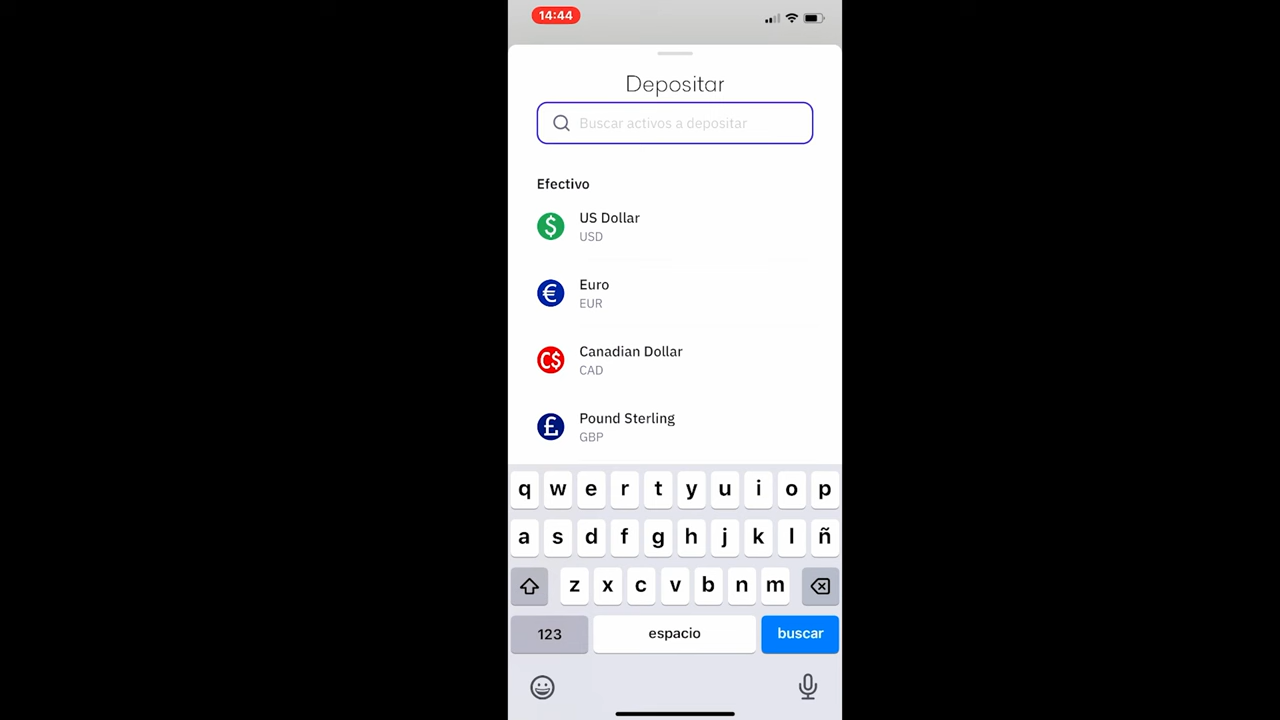 14:44
Depositar
Buscar activos a depositar
Efectivo
$
US Dollar
USD
€
Euro
EUR
C$
Canadian Dollar
CAD
£
Pound Sterling
GBP
q w e r t y u i o p
a s d f g h j k l ñ
z x c v b n m
123 espacio buscar